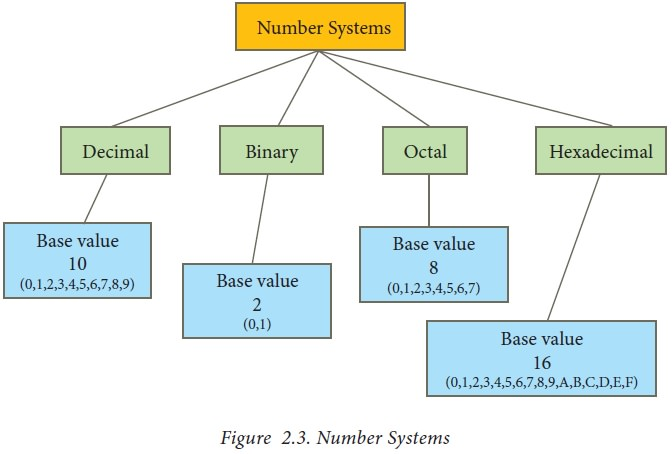 Number Systems
Decimal
Binary
Octal
Hexadecimal
Base value
10
(0,1,2,3,4,5,6,7,8,9)
Base value
2
(0,1)
Base value
8
(0,1,2,3,4,5,6,7)
Base value
16
(0,1,2,3,4,5,6,7,8,9,A,B,C,D,E,F)
Figure 2.3. Number Systems